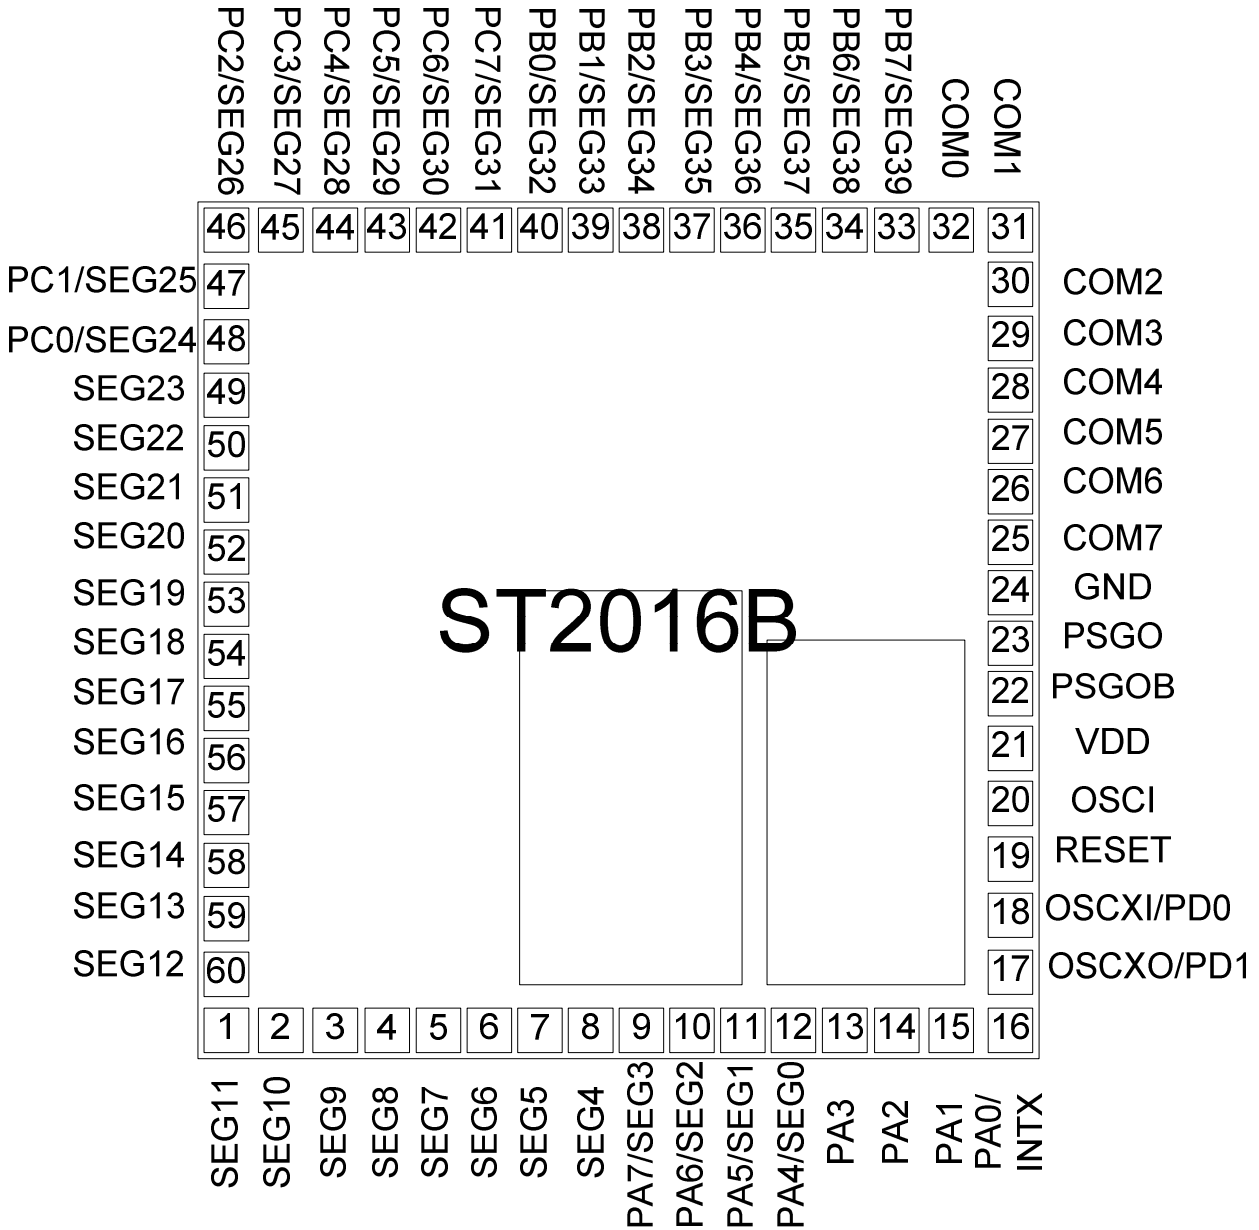 PC2/SEG26
PC3/SEG27
PC4/SEG28
PC5/SEG29
PC6/SEG30
PC7/SEG31
PB0/SEG32
PB1/SEG33
PB2/SEG34
PB3/SEG35
PB4/SEG36
PB5/SEG37
PB6/SEG38
PB7/SEG39
COM0
COM1
46 45 44 43 42 41 40 39 38 37 36 35 34 33 32 31
PC1/SEG25 47 30 COM2
PC0/SEG24 48 29 COM3
SEG23 49 28 COM4
SEG22 50 27 COM5
SEG21 51 26 COM6
SEG20 52 25 COM7
SEG19 53 24 GND
ST2016B
SEG18 54 23 PSGO
SEG17 55 22 PSGOB
SEG16 56 21 VDD
SEG15 57 20 OSCI
SEG14 58 19 RESET
SEG13 59 18 OSCXI/PD0
SEG12 60 17 OSCXO/PD1
1 2 3 4 5 6 7 8 9 10 11 12 13 14 15 16
SEG11
SEG10
SEG9
SEG8
SEG7
SEG6
SEG5
SEG4
PA7/SEG3
PA6/SEG2
PA5/SEG1
PA4/SEG0
PA3
PA2
PA1
PA0/
INTX